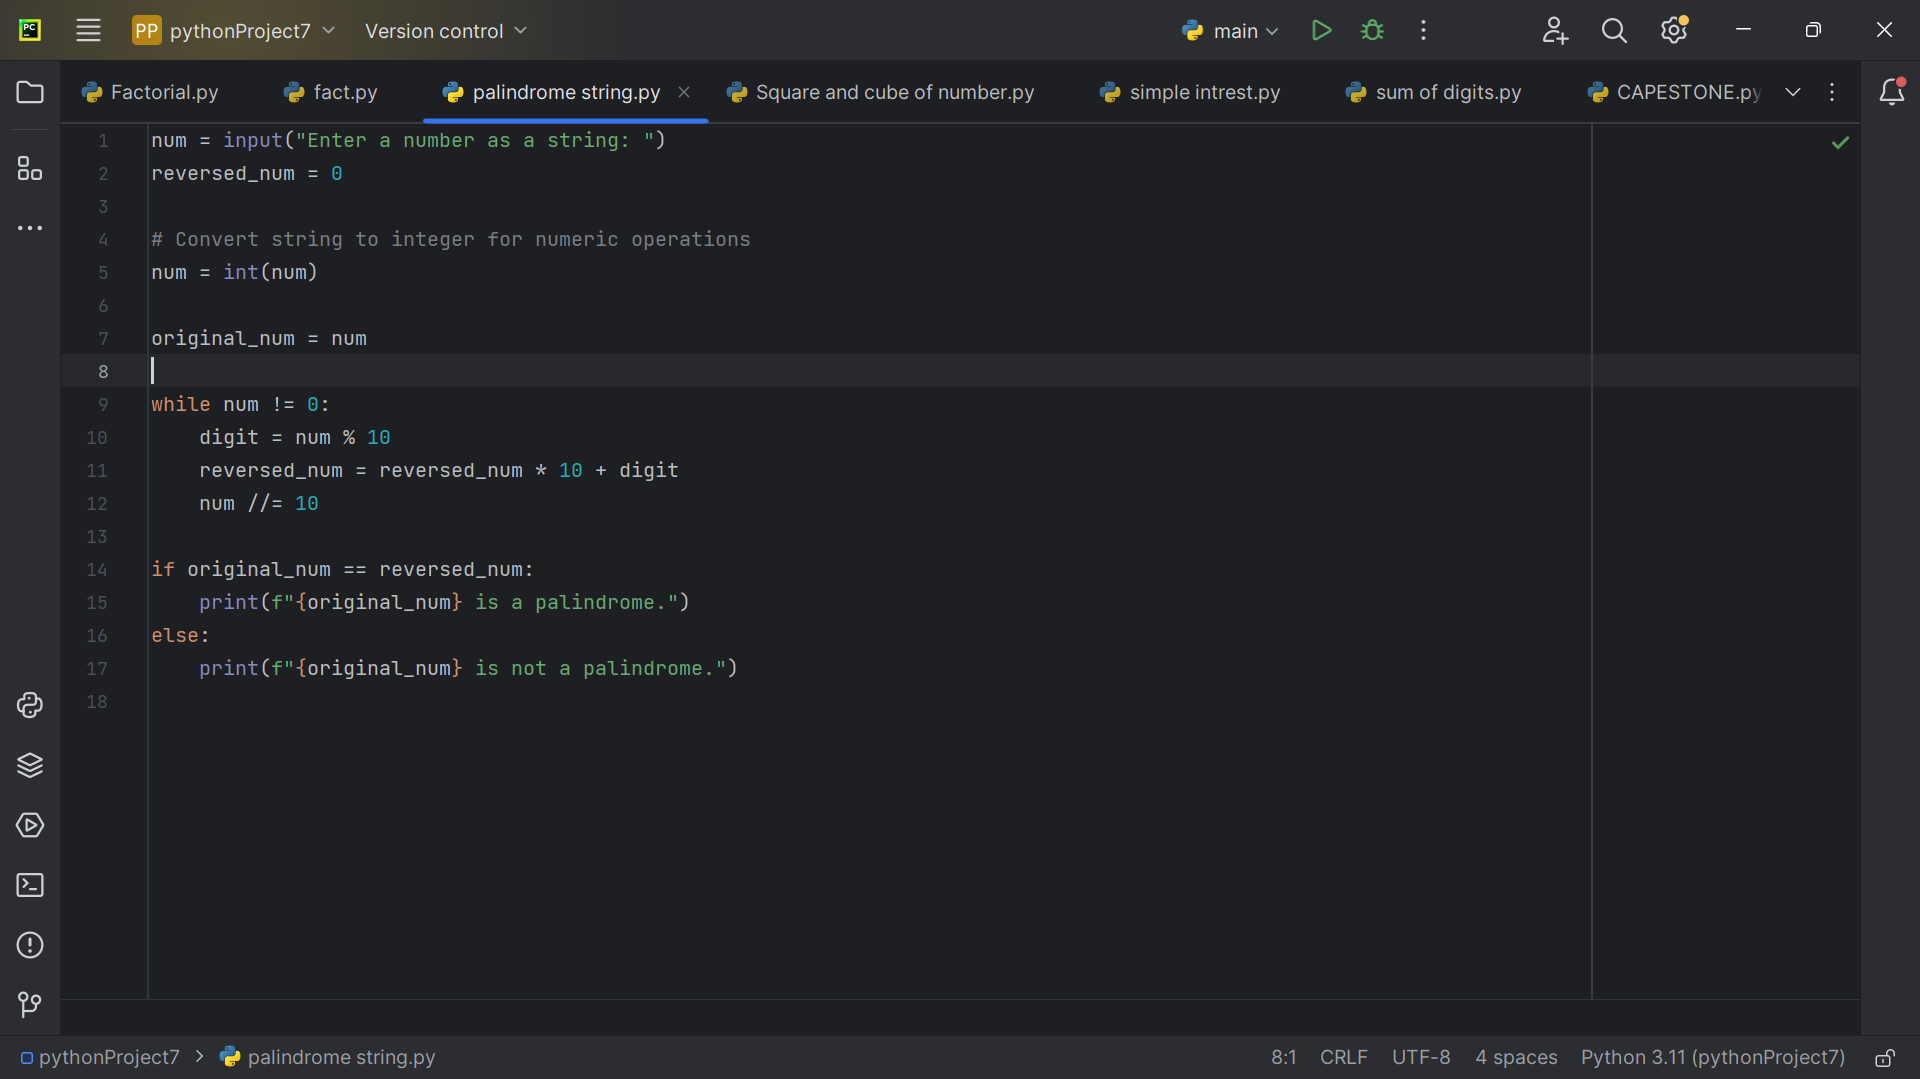 PC
PP pythonProject7 Version control main
Factorial.py fact.py palindrome string.py Square and cube of number.py simple intrest.py sum of digits.py CAPESTONE.py
1 num = input("Enter a number as a string: ")
2 reversed_num = 0
3
4 # Convert string to integer for numeric operations
5 num = int(num)
6
7 original_num = num
8
9 while num != 0:
10 digit = num % 10
11 reversed_num = reversed_num * 10 + digit
12 num //= 10
13
14 if original_num == reversed_num:
15 print(f"{original_num} is a palindrome.")
16 else:
17 print(f"{original_num} is not a palindrome.")
18
pythonProject7 > palindrome string.py 8:1 CRLF UTF-8 4 spaces Python 3.11 (pythonProject7)